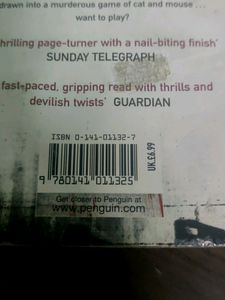 drawn into a murderous game of cat and mouse ...
want to play?
thrilling page-turner with a nail-biting finish'
SUNDAY TELEGRAPH
fast-paced, gripping read with thrills and
devilish twists' GUARDIAN
ISBN 0-141-01132-7
UK £6.99
9 780141 011325
Get closer to Penguin at
www.penguin.com